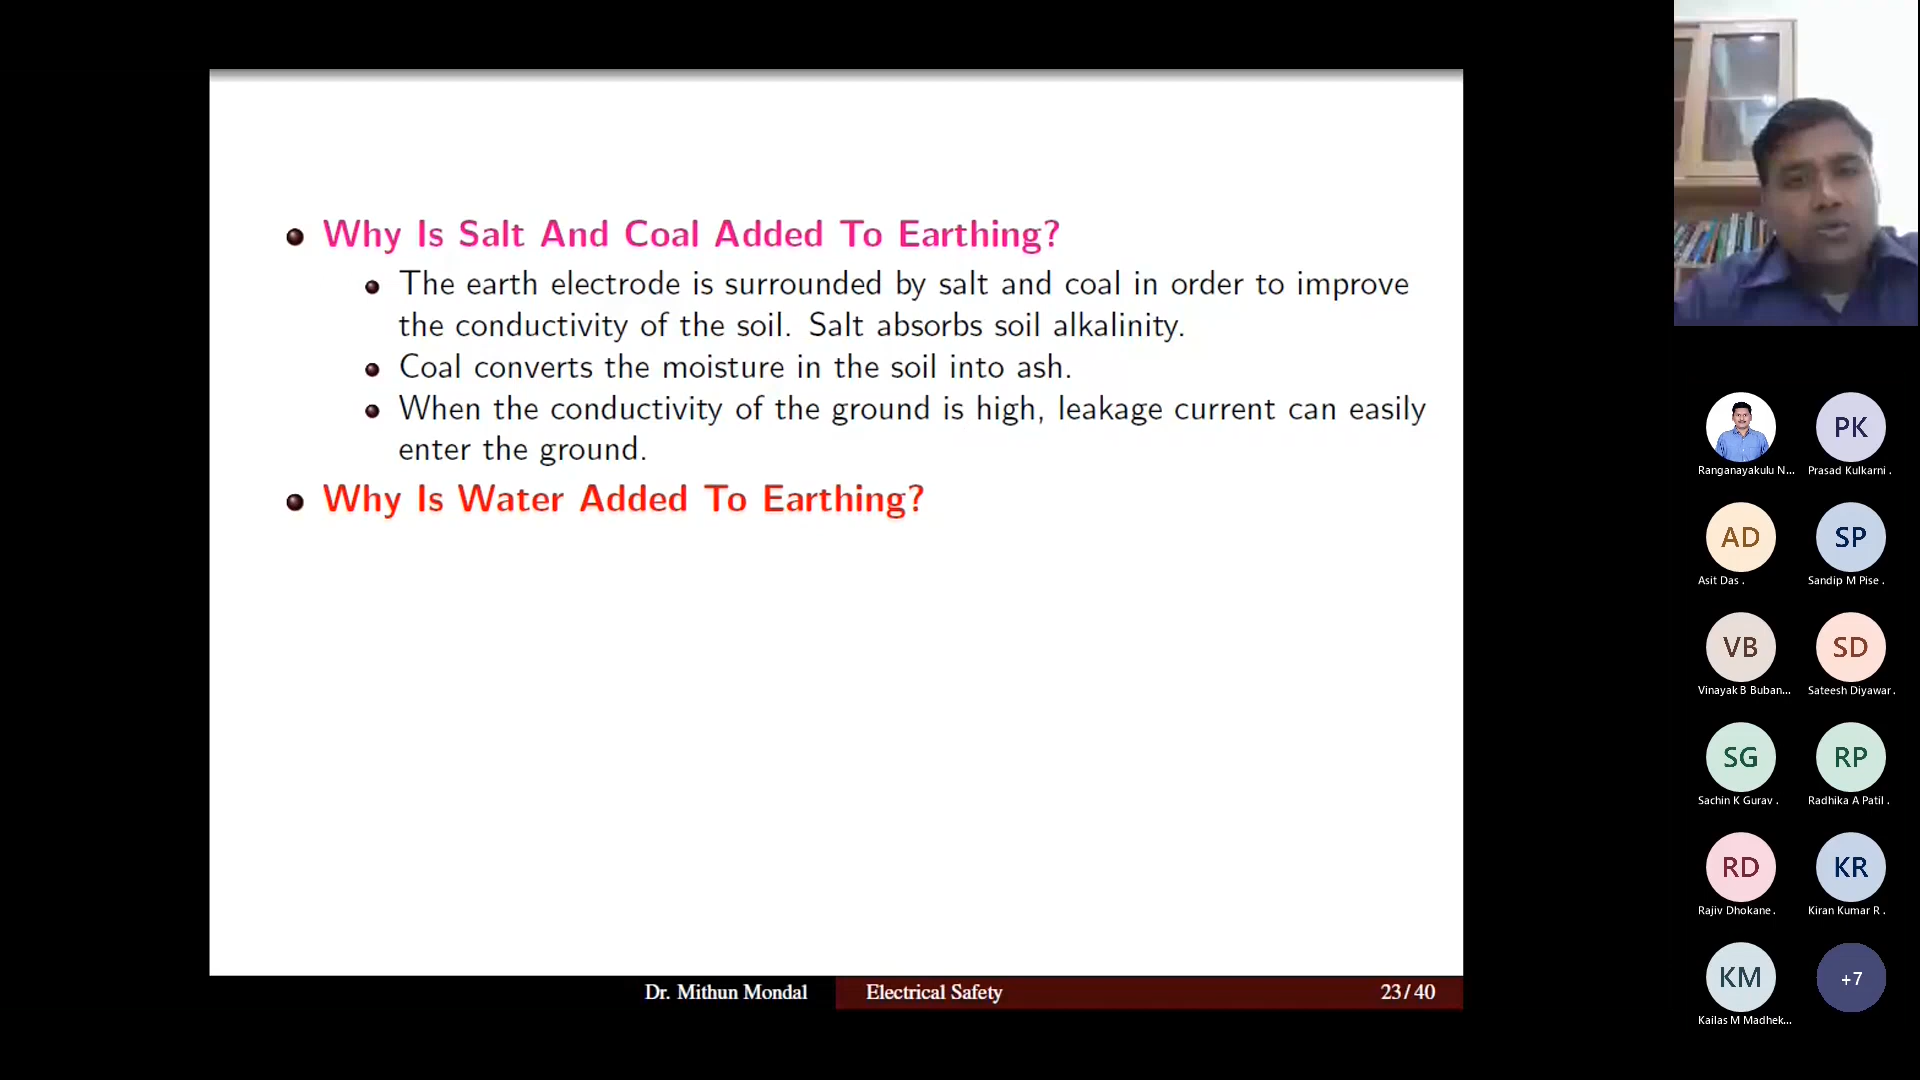 Why Is Salt And Coal Added To Earthing?
The earth electrode is surrounded by salt and coal in order to improve
the conductivity of the soil. Salt absorbs soil alkalinity.
Coal converts the moisture in the soil into ash.
When the conductivity of the ground is high, leakage current can easily
enter the ground.
Why Is Water Added To Earthing?
Dr. Mithun Mondal
Electrical Safety
23/40
Ranganayakulu N...
PK
Prasad Kulkarni .
AD
Asit Das .
SP
Sandip M Pise .
VB
Vinayak B Buban...
SD
Sateesh Diyawar .
SG
Sachin K Gurav .
RP
Radhika A Patil .
RD
Rajiv Dhokane .
KR
Kiran Kumar R .
KM
Kailas M Madhek...
+7